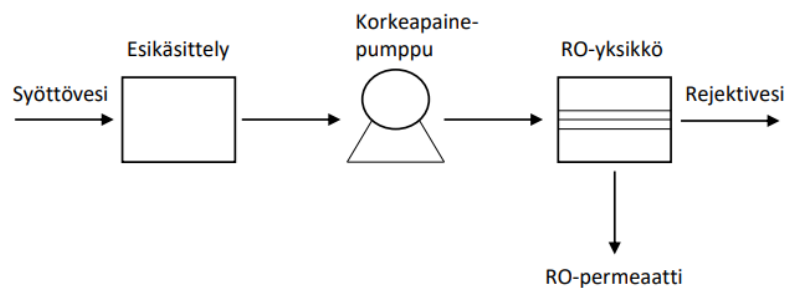 Esikäsittely
Korkeapaine-
pumppu
RO-yksikkö
Syöttövesi
Rejektivesi
RO-permeaatti